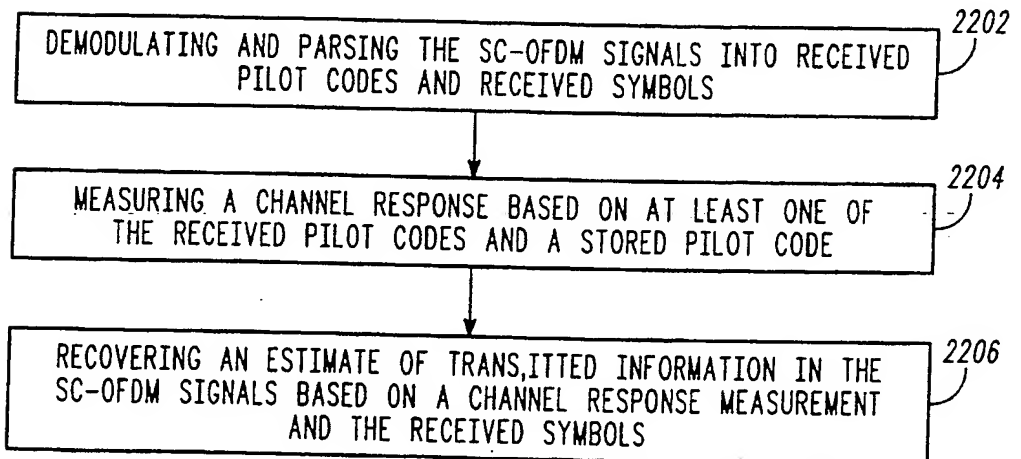 2202
DEMODULATING AND PARSING THE SC-OFDM SIGNALS INTO RECEIVED
PILOT CODES AND RECEIVED SYMBOLS
2204
MEASURING A CHANNEL RESPONSE BASED ON AT LEAST ONE OF
THE RECEIVED PILOT CODES AND A STORED PILOT CODE
2206
RECOVERING AN ESTIMATE OF TRANS,ITTED INFORMATION IN THE
SC-OFDM SIGNALS BASED ON A CHANNEL RESPONSE MEASUREMENT
AND THE RECEIVED SYMBOLS